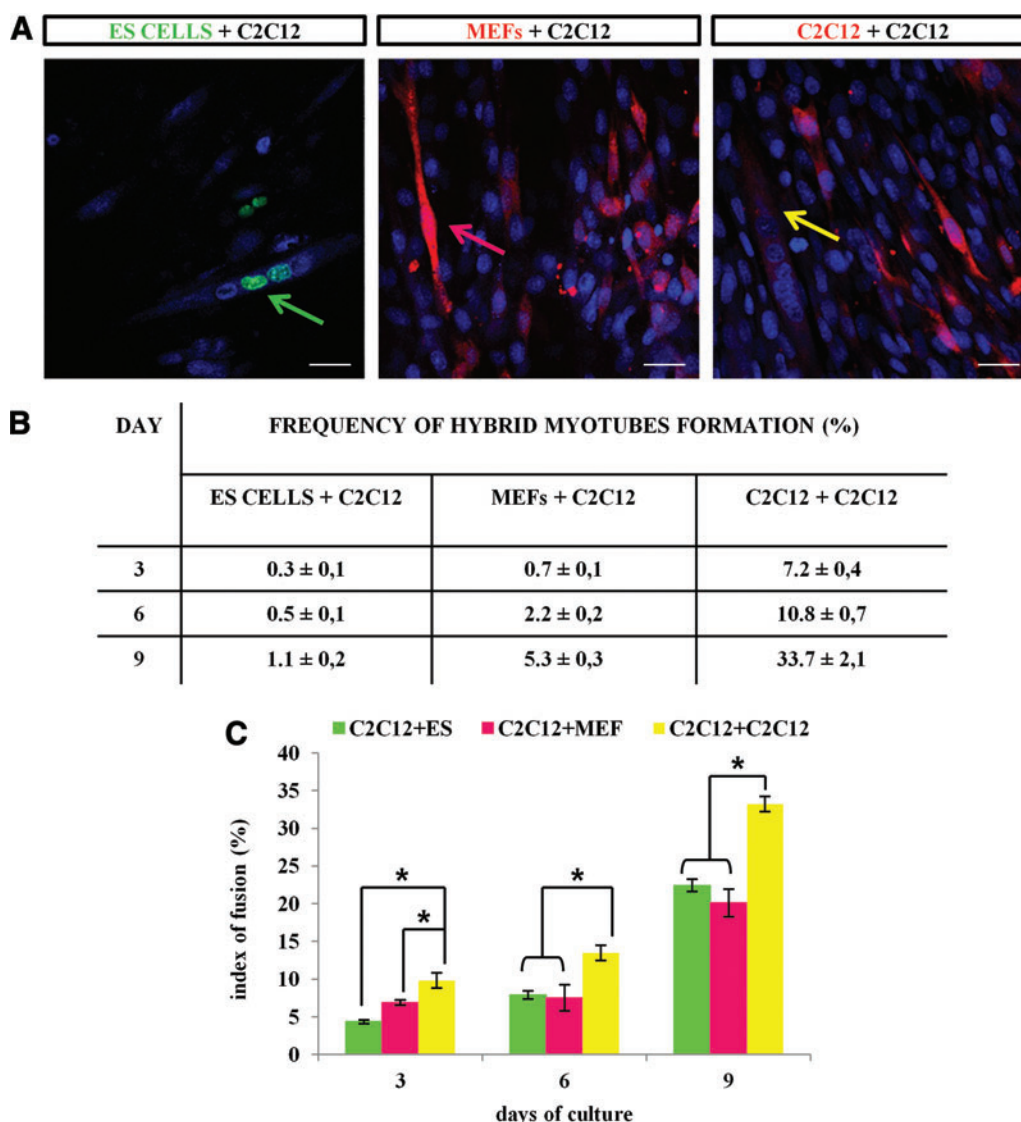 A
ES CELLS + C2C12
MEFs + C2C12
C2C12 + C2C12
B
DAY
FREQUENCY OF HYBRID MYOTUBES FORMATION (%)
ES CELLS + C2C12
MEFs + C2C12
C2C12 + C2C12
3
0.3 ± 0,1
0.7 ± 0,1
7.2 ± 0,4
6
0.5 ± 0,1
2.2 ± 0,2
10.8 ± 0,7
9
1.1 ± 0,2
5.3 ± 0,3
33.7 ± 2,1
C
C2C12+ES
C2C12+MEF
C2C12+C2C12
index of fusion (%)
40
35
30
25
20
15
10
5
0
*
*
*
*
3
6
9
days of culture